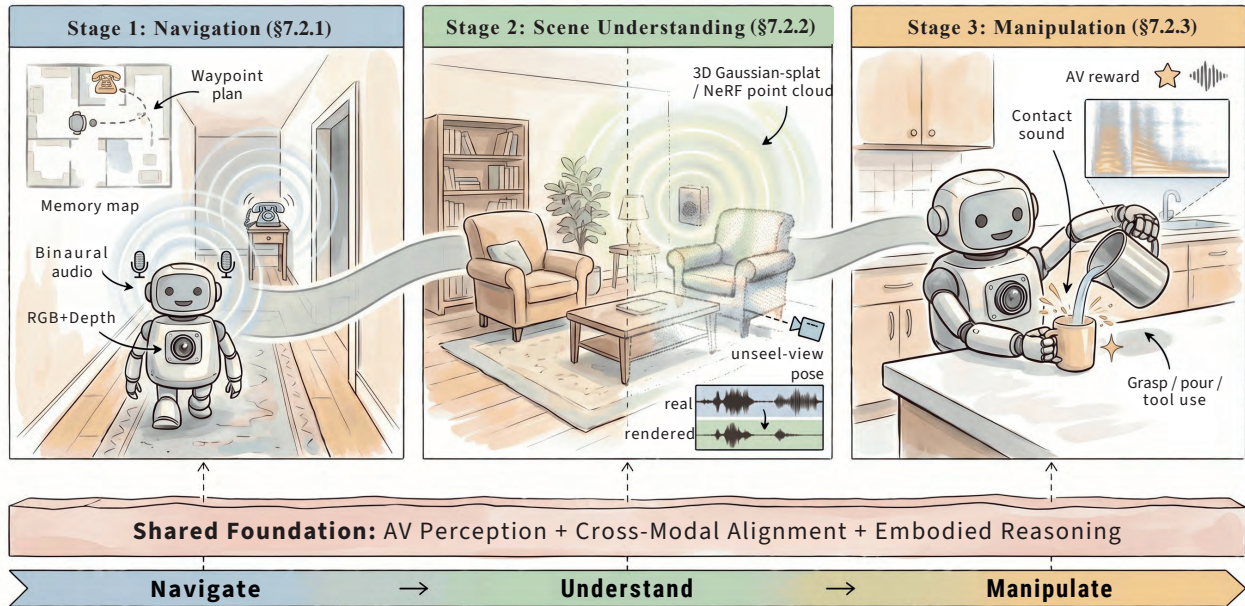 Stage 1: Navigation (§7.2.1)
Waypoint
plan
Memory map
Binaural
audio
RGB+Depth
Stage 2: Scene Understanding (§7.2.2)
3D Gaussian-splat
/ NeRF point cloud
unseel-view
pose
real
rendered
Stage 3: Manipulation (§7.2.3)
AV reward
Contact
sound
Grasp / pour /
tool use
Shared Foundation: AV Perception + Cross-Modal Alignment + Embodied Reasoning
Navigate → Understand → Manipulate